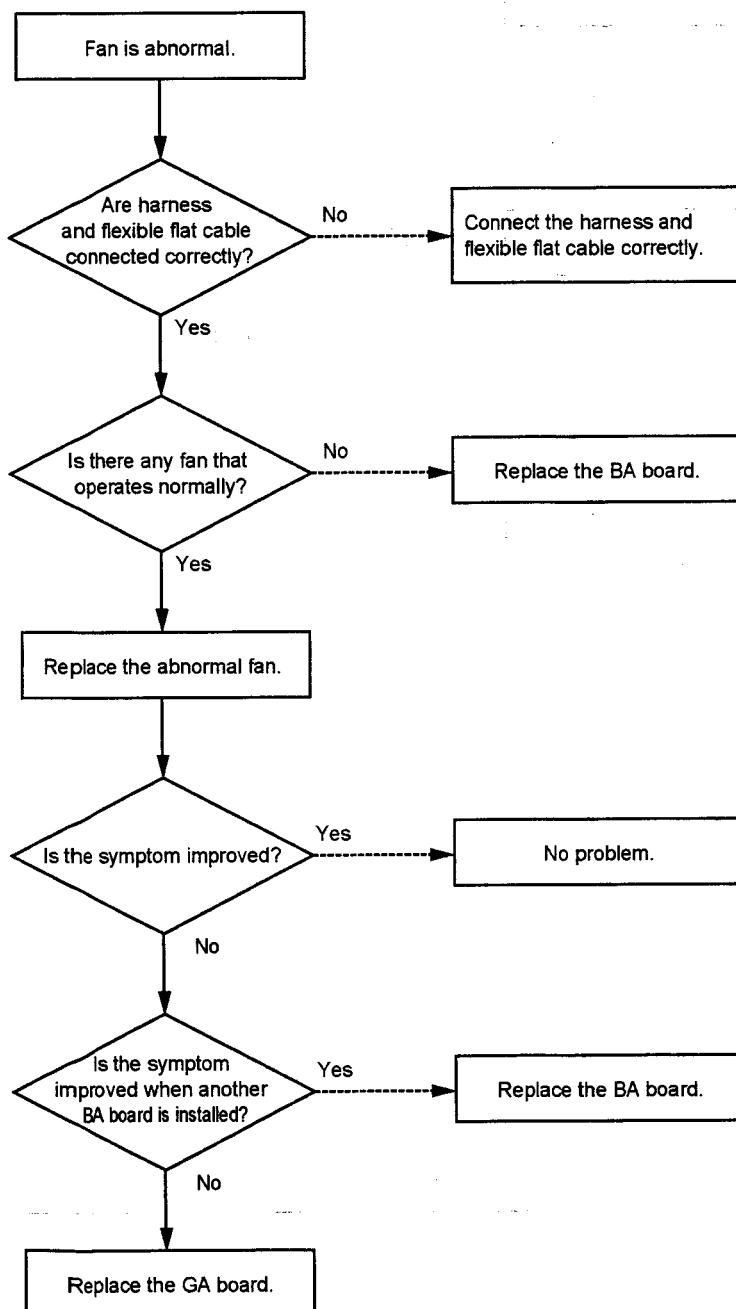 Fan is abnormal.
Are harness
and flexible flat cable
connected correctly?
No
Connect the harness and
flexible flat cable correctly.
Yes
Is there any fan that
operates normally?
No
Replace the BA board.
Yes
Replace the abnormal fan.
Is the symptom improved?
Yes
No problem.
No
Is the symptom
improved when another
BA board is installed?
Yes
Replace the BA board.
No
Replace the GA board.